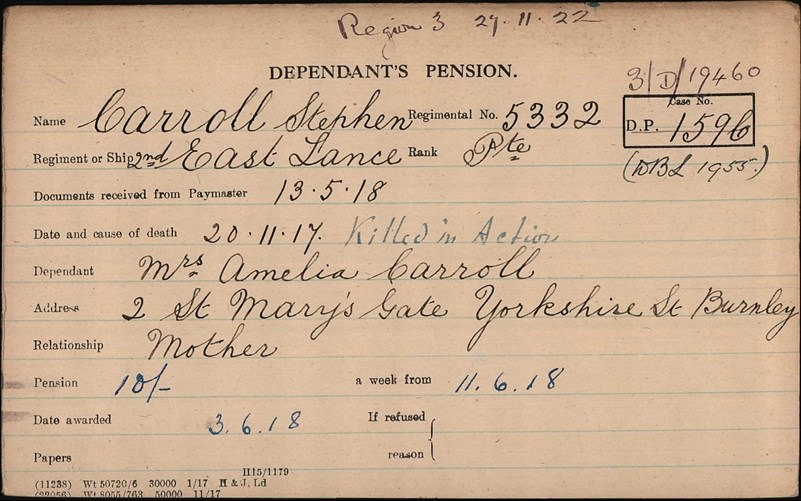 Region 3 29.11.22
DEPENDANT'S PENSION.
3/D/19460
Name Carroll Stephen Regimental No. 5332
Case No.
D.P. 1596
Regiment or Ship 2nd East Lance Rank Pte
(DBL 1955.)
Documents received from Paymaster 13.5.18
Date and cause of death 20.11.17. Killed in Action
Dependant Mrs Amelia Carroll
Address 2 St Mary's Gate Yorkshire St Burnley
Relationship Mother
Pension 10/- a week from 11.6.18
Date awarded 3.6.18 If refused
Papers reason
H15/1179
(11238) Wt 50720/6 30000 1/17 H & J, Ld
(22056) Wt 8055/763 50000 11/17